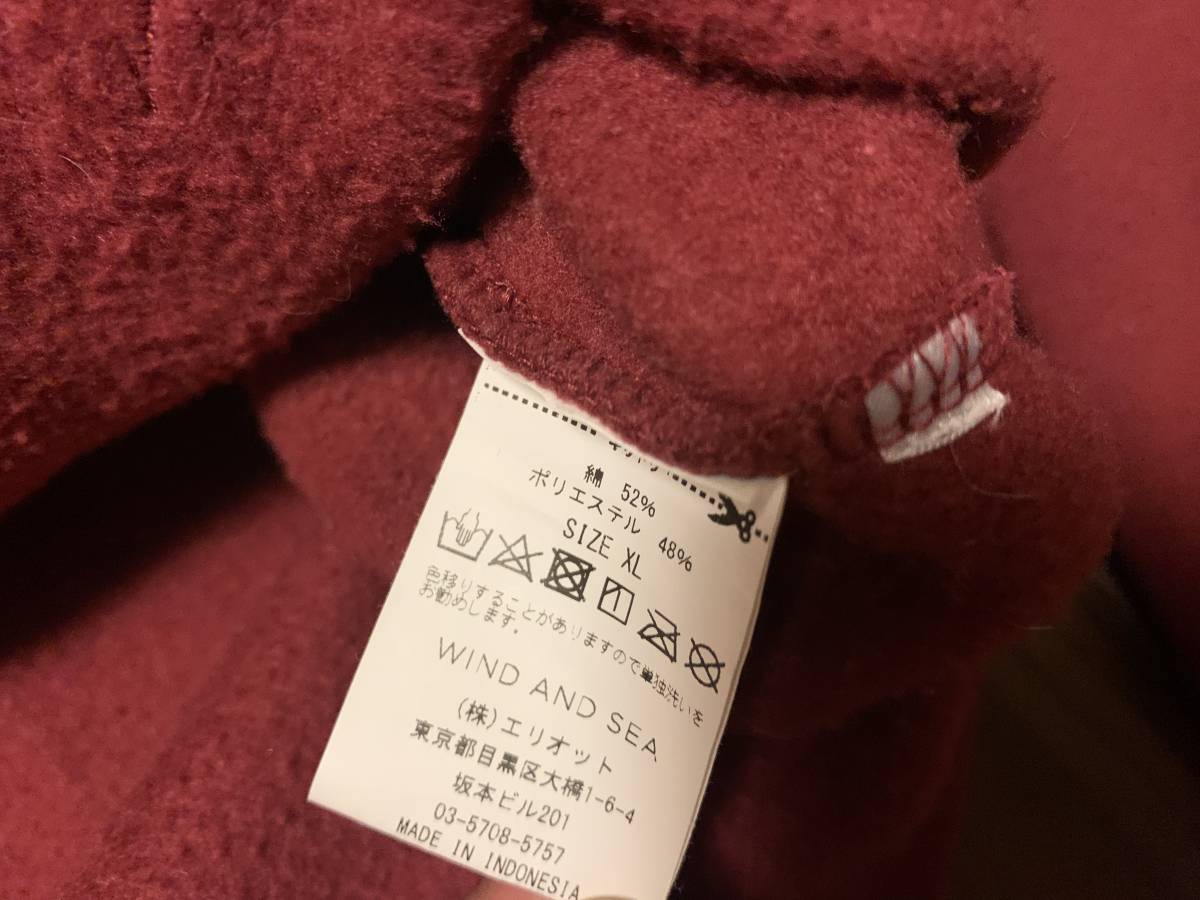 綿 52%
ポリエステル 48%
SIZE XL
色移りすることがありますので単独洗いを
お勧めします.
WIND AND SEA
(株)エリオット
東京都目黒区大橋1-6-4
坂本ビル201
03-5708-5757
MADE IN INDONESIA